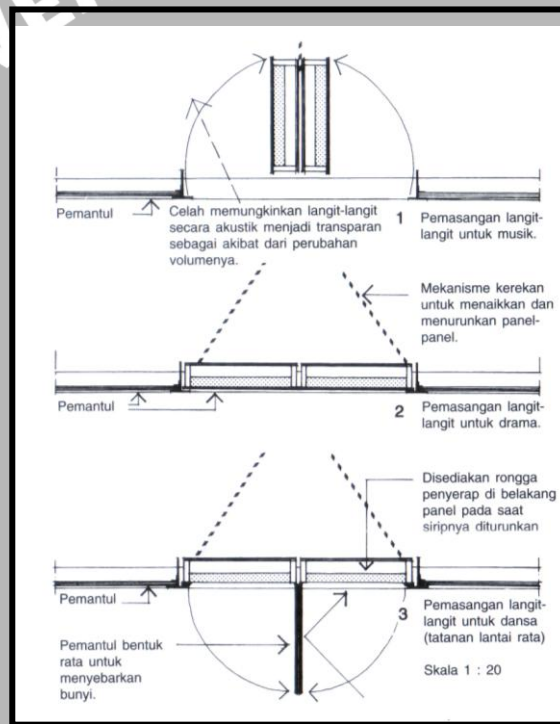 Pemantul
Celah memungkinkan langit-langit
secara akustik menjadi transparan
sebagai akibat dari perubahan
volumenya.
1 Pemasangan langit-
langit untuk musik.
Mekanisme kerekan
untuk menaikkan dan
menurunkan panel-
panel.
Pemantul
2 Pemasangan langit-
langit untuk drama.
Disediakan rongga
penyerap di belakang
panel pada saat
siripnya diturunkan
Pemantul
3 Pemasangan langit-
langit untuk dansa
(tatanan lantai rata)
Skala 1 : 20
Pemantul bentuk
rata untuk
menyebarkan
bunyi.